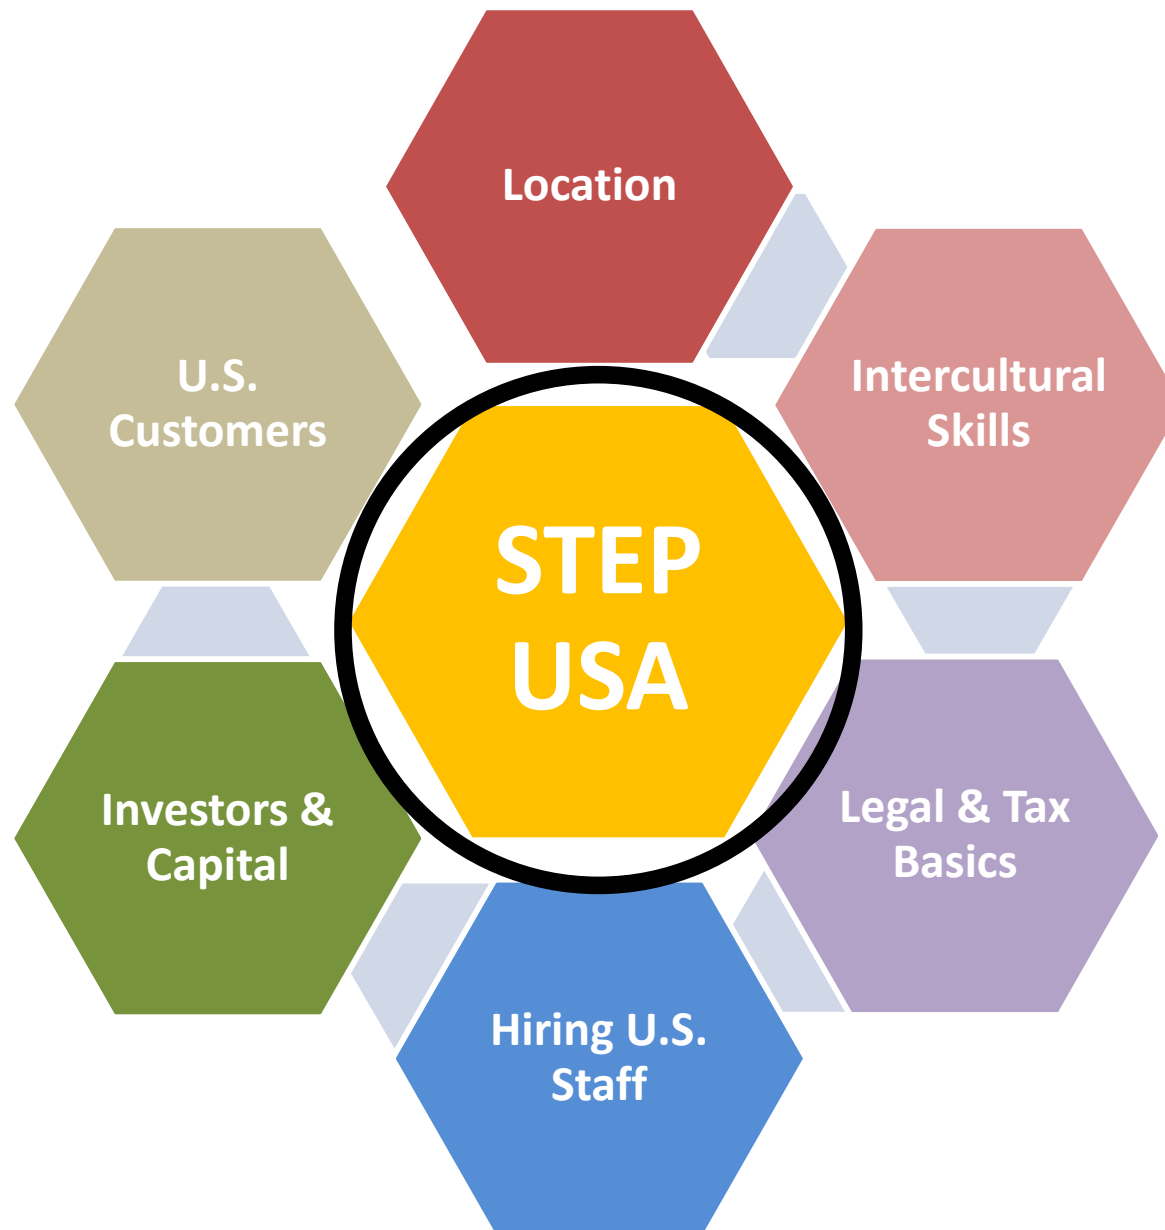 Location
U.S.
Customers
Intercultural
Skills
STEP
USA
Investors &
Capital
Legal & Tax
Basics
Hiring U.S.
Staff